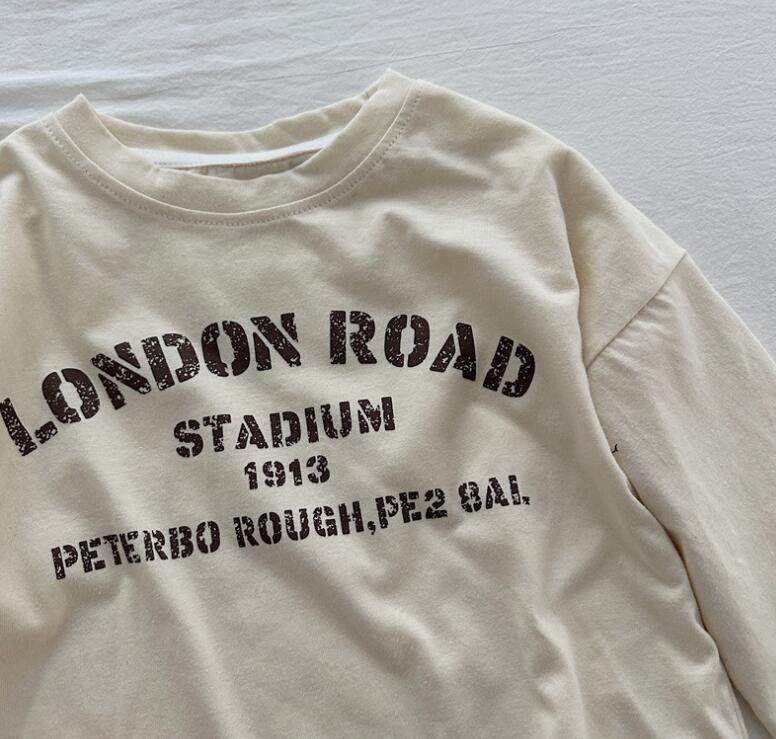 LONDON ROAD
STADIUM
1913
PETERBO ROUGH,PE2 8AL